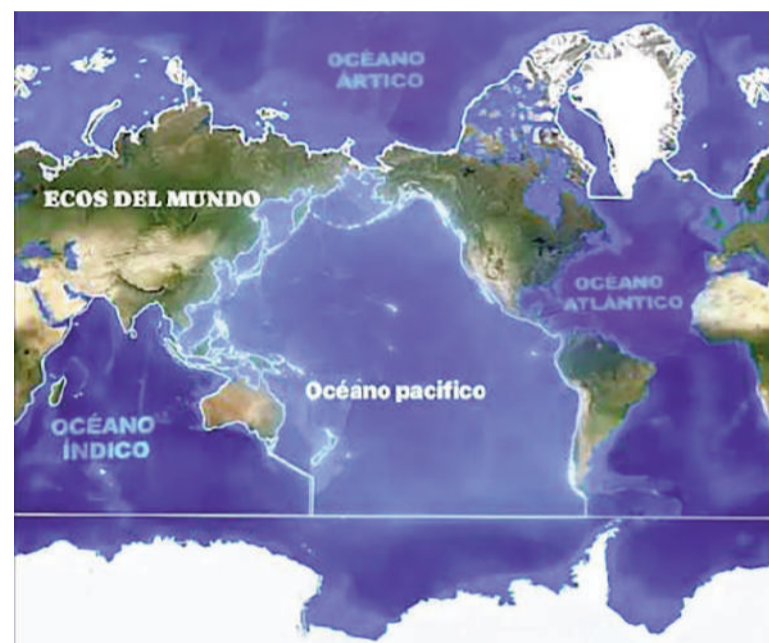 OCÉANO
ÁRTICO
ECOS DEL MUNDO
OCÉANO
ATLÁNTICO
Océano pacifico
OCÉANO
ÍNDICO